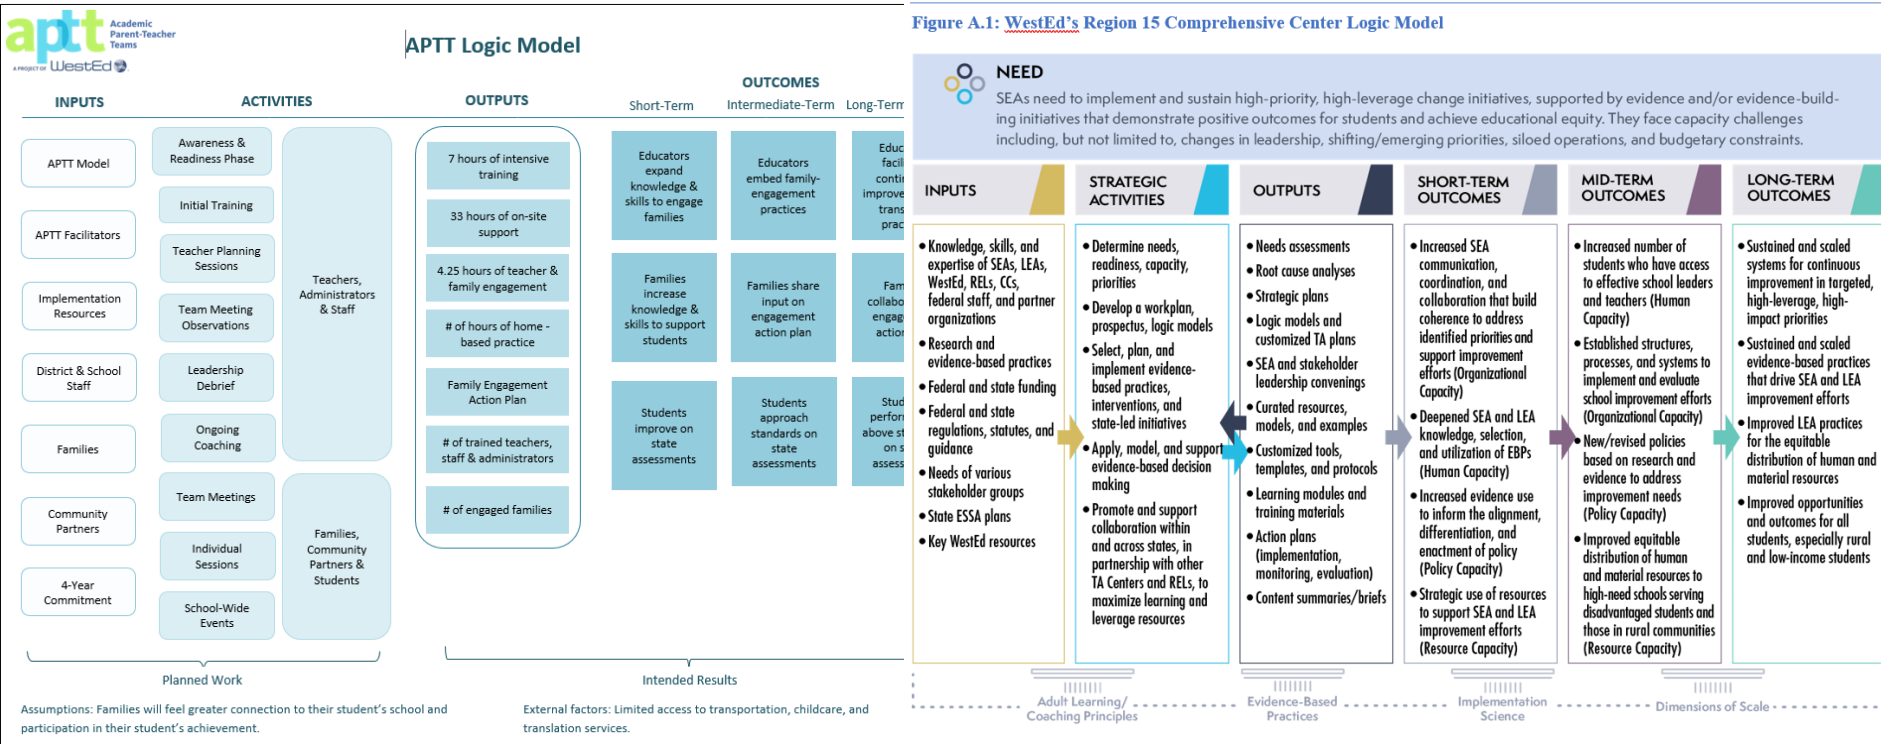 aptt
Academic
Parent-Teacher
Teams
A PROJECT OF WestEd
APTT Logic Model
INPUTS
ACTIVITIES
OUTPUTS
OUTCOMES
Short-Term
Intermediate-Term
Long-Term
APTT Model
APTT Facilitators
Implementation
Resources
District & School
Staff
Families
Community
Partners
4-Year
Commitment
Awareness &
Readiness Phase
Initial Training
Teacher Planning
Sessions
Team Meeting
Observations
Leadership
Debrief
Ongoing
Coaching
Team Meetings
Individual
Sessions
School-Wide
Events
Teachers,
Administrators
& Staff
Families,
Community
Partners &
Students
7 hours of intensive
training
33 hours of on-site
support
4.25 hours of teacher &
family engagement
# of hours of home -
based practice
Family Engagement
Action Plan
# of trained teachers,
staff & administrators
# of engaged families
Educators
expand
knowledge &
skills to engage
families
Educators
embed family-
engagement
practices
Families
increase
knowledge &
skills to support
students
Families share
input on
engagement
action plan
Students
improve on
state
assessments
Students
approach
standards on
state
assessments
Planned Work
Intended Results
Assumptions: Families will feel greater connection to their student's school and
participation in their student's achievement.
External factors: Limited access to transportation, childcare, and
translation services.
Figure A.1: WestEd's Region 15 Comprehensive Center Logic Model
NEED
SEAs need to implement and sustain high-priority, high-leverage change initiatives, supported by evidence and/or evidence-build-
ing initiatives that demonstrate positive outcomes for students and achieve educational equity. They face capacity challenges
including, but not limited to, changes in leadership, shifting/emerging priorities, siloed operations, and budgetary constraints.
INPUTS
• Knowledge, skills, and
expertise of SEAs, LEAs,
WestEd, RELs, CCs,
federal staff, and partner
organizations
• Research and
evidence-based practices
• Federal and state funding
• Federal and state
regulations, statutes, and
guidance
• Needs of various
stakeholder groups
• State ESSA plans
• Key WestEd resources
STRATEGIC
ACTIVITIES
• Determine needs,
readiness, capacity,
priorities
• Develop a workplan,
prospectus, logic models
• Select, plan, and
implement evidence-
based practices,
interventions, and
state-led initiatives
• Apply, model, and support
evidence-based decision
making
• Promote and support
collaboration within
and across states, in
partnership with other
TA Centers and RELs, to
maximize learning and
leverage resources
OUTPUTS
• Needs assessments
• Root cause analyses
• Strategic plans
• Logic models and
customized TA plans
• SEA and stakeholder
leadership convenings
• Curated resources,
models, and examples
• Customized tools,
templates, and protocols
• Learning modules and
training materials
• Action plans
(implementation,
monitoring, evaluation)
• Content summaries/briefs
SHORT-TERM
OUTCOMES
• Increased SEA
communication,
coordination, and
collaboration that build
coherence to address
identified priorities and
support improvement
efforts (Organizational
Capacity)
• Deepened SEA and LEA
knowledge, selection,
and utilization of EBPs
(Human Capacity)
• Increased evidence use
to inform the alignment,
differentiation, and
enactment of policy
(Policy Capacity)
• Strategic use of resources
to support SEA and LEA
improvement efforts
(Resource Capacity)
MID-TERM
OUTCOMES
• Increased number of
students who have access
to effective school leaders
and teachers (Human
Capacity)
• Established structures,
processes, and systems to
implement and evaluate
school improvement efforts
(Organizational Capacity)
• New/revised policies
based on research and
evidence to address
improvement needs
(Policy Capacity)
• Improved equitable
distribution of human
and material resources to
high-need schools serving
disadvantaged students and
those in rural communities
(Resource Capacity)
LONG-TERM
OUTCOMES
• Sustained and scaled
systems for continuous
improvement in targeted,
high-leverage, high-
impact priorities
• Sustained and scaled
evidence-based practices
that drive SEA and LEA
improvement efforts
• Improved LEA practices
for the equitable
distribution of human and
material resources
• Improved opportunities
and outcomes for all
students, especially rural
and low-income students
Adult Learning/
Coaching Principles
Evidence-Based
Practices
Implementation
Science
Dimensions of Scale